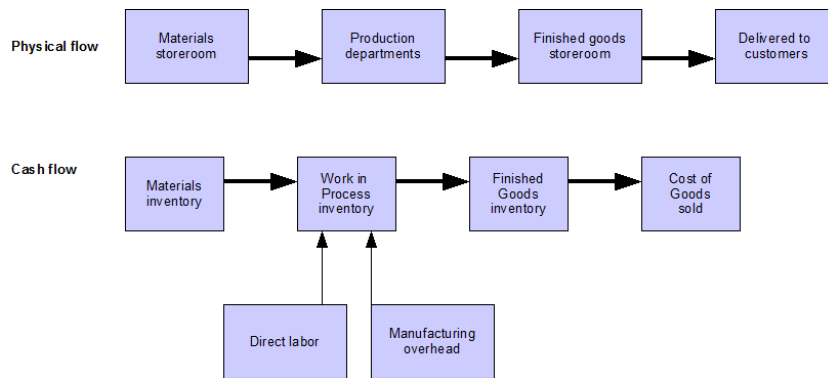 Physical flow
Materials
storeroom
Production
departments
Finished goods
storeroom
Delivered to
customers
Cash flow
Materials
inventory
Work in
Process
inventory
Finished
Goods
inventory
Cost of
Goods
sold
Direct labor
Manufacturing
overhead